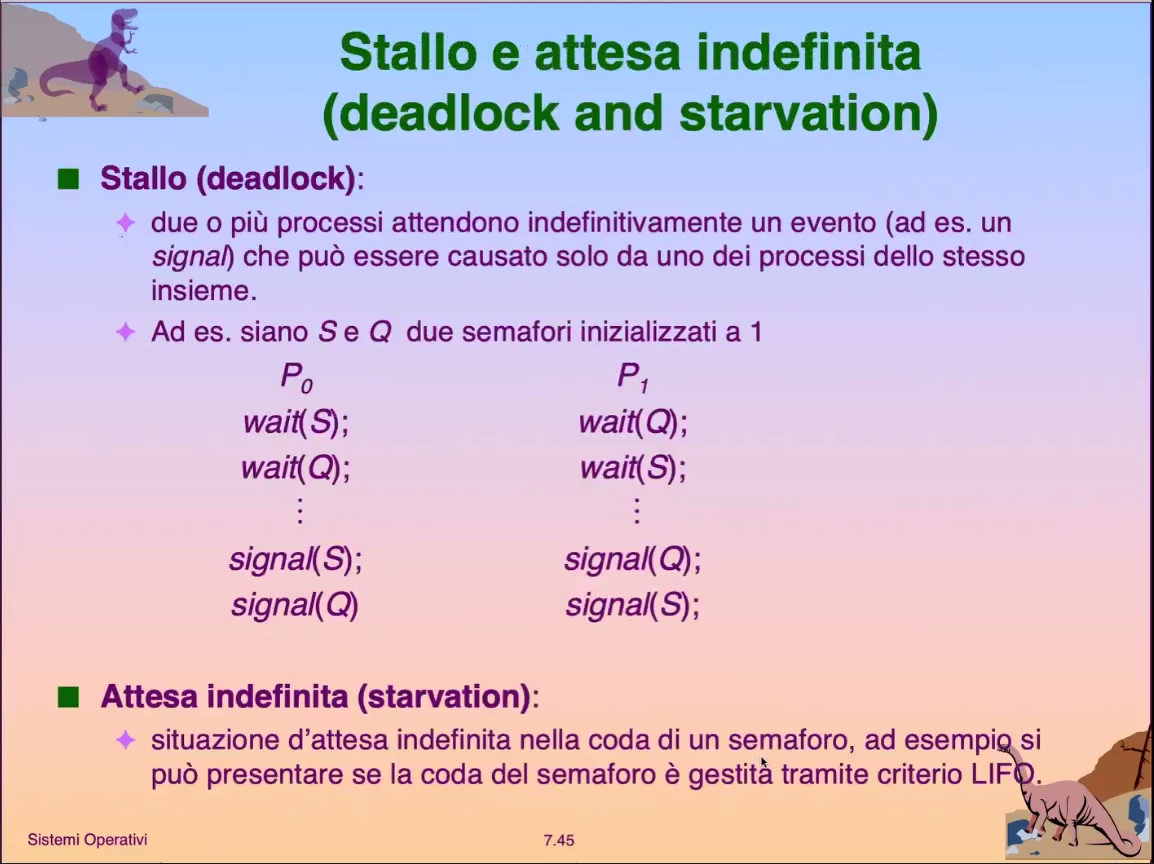 Stallo e attesa indefinita
(deadlock and starvation)
Stallo (deadlock):
due o più processi attendono indefinitivamente un evento (ad es. un
signal) che può essere causato solo da uno dei processi dello stesso
insieme.
Ad es. siano S e Q due semafori inizializzati a 1
P0 P1
wait(S); wait(Q);
wait(Q); wait(S);
⋮ ⋮
signal(S); signal(Q);
signal(Q) signal(S);
Attesa indefinita (starvation):
situazione d'attesa indefinita nella coda di un semaforo, ad esempio si
può presentare se la coda del semaforo è gestita tramite criterio LIFO.
Sistemi Operativi 7.45